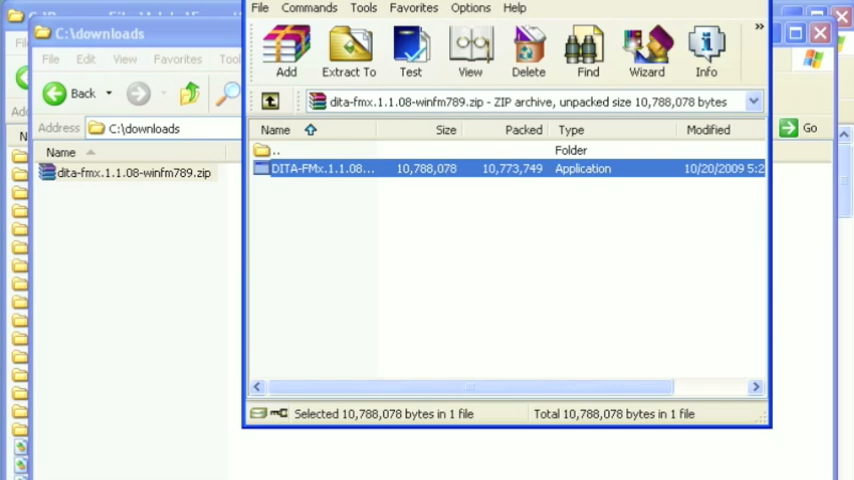 File Commands Tools Favorites Options Help
C:\downloads
File Edit View Favorites
Add Extract To Test View Delete Find Wizard Info
Back
dita-fmx.1.1.08-winfm789.zip - ZIP archive, unpacked size 10,788,078 bytes
Address C:\downloads
Go
Name Size Packed Type Modified
Name
.. Folder
DITA-FMx.1.1.08... 10,788,078 10,773,749 Application 10/20/2009 5:2
dita-fmx.1.1.08-winfm789.zip
Selected 10,788,078 bytes in 1 file Total 10,788,078 bytes in 1 file